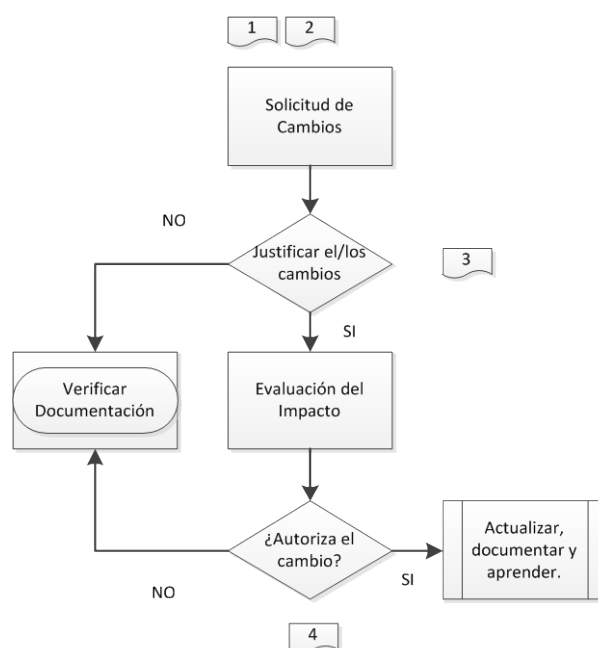 1 2
Solicitud de
Cambios
NO
Justificar el/los
cambios
3
SI
Verificar
Documentación
Evaluación del
Impacto
¿Autoriza el
cambio?
Actualizar,
documentar y
aprender.
NO
SI
4